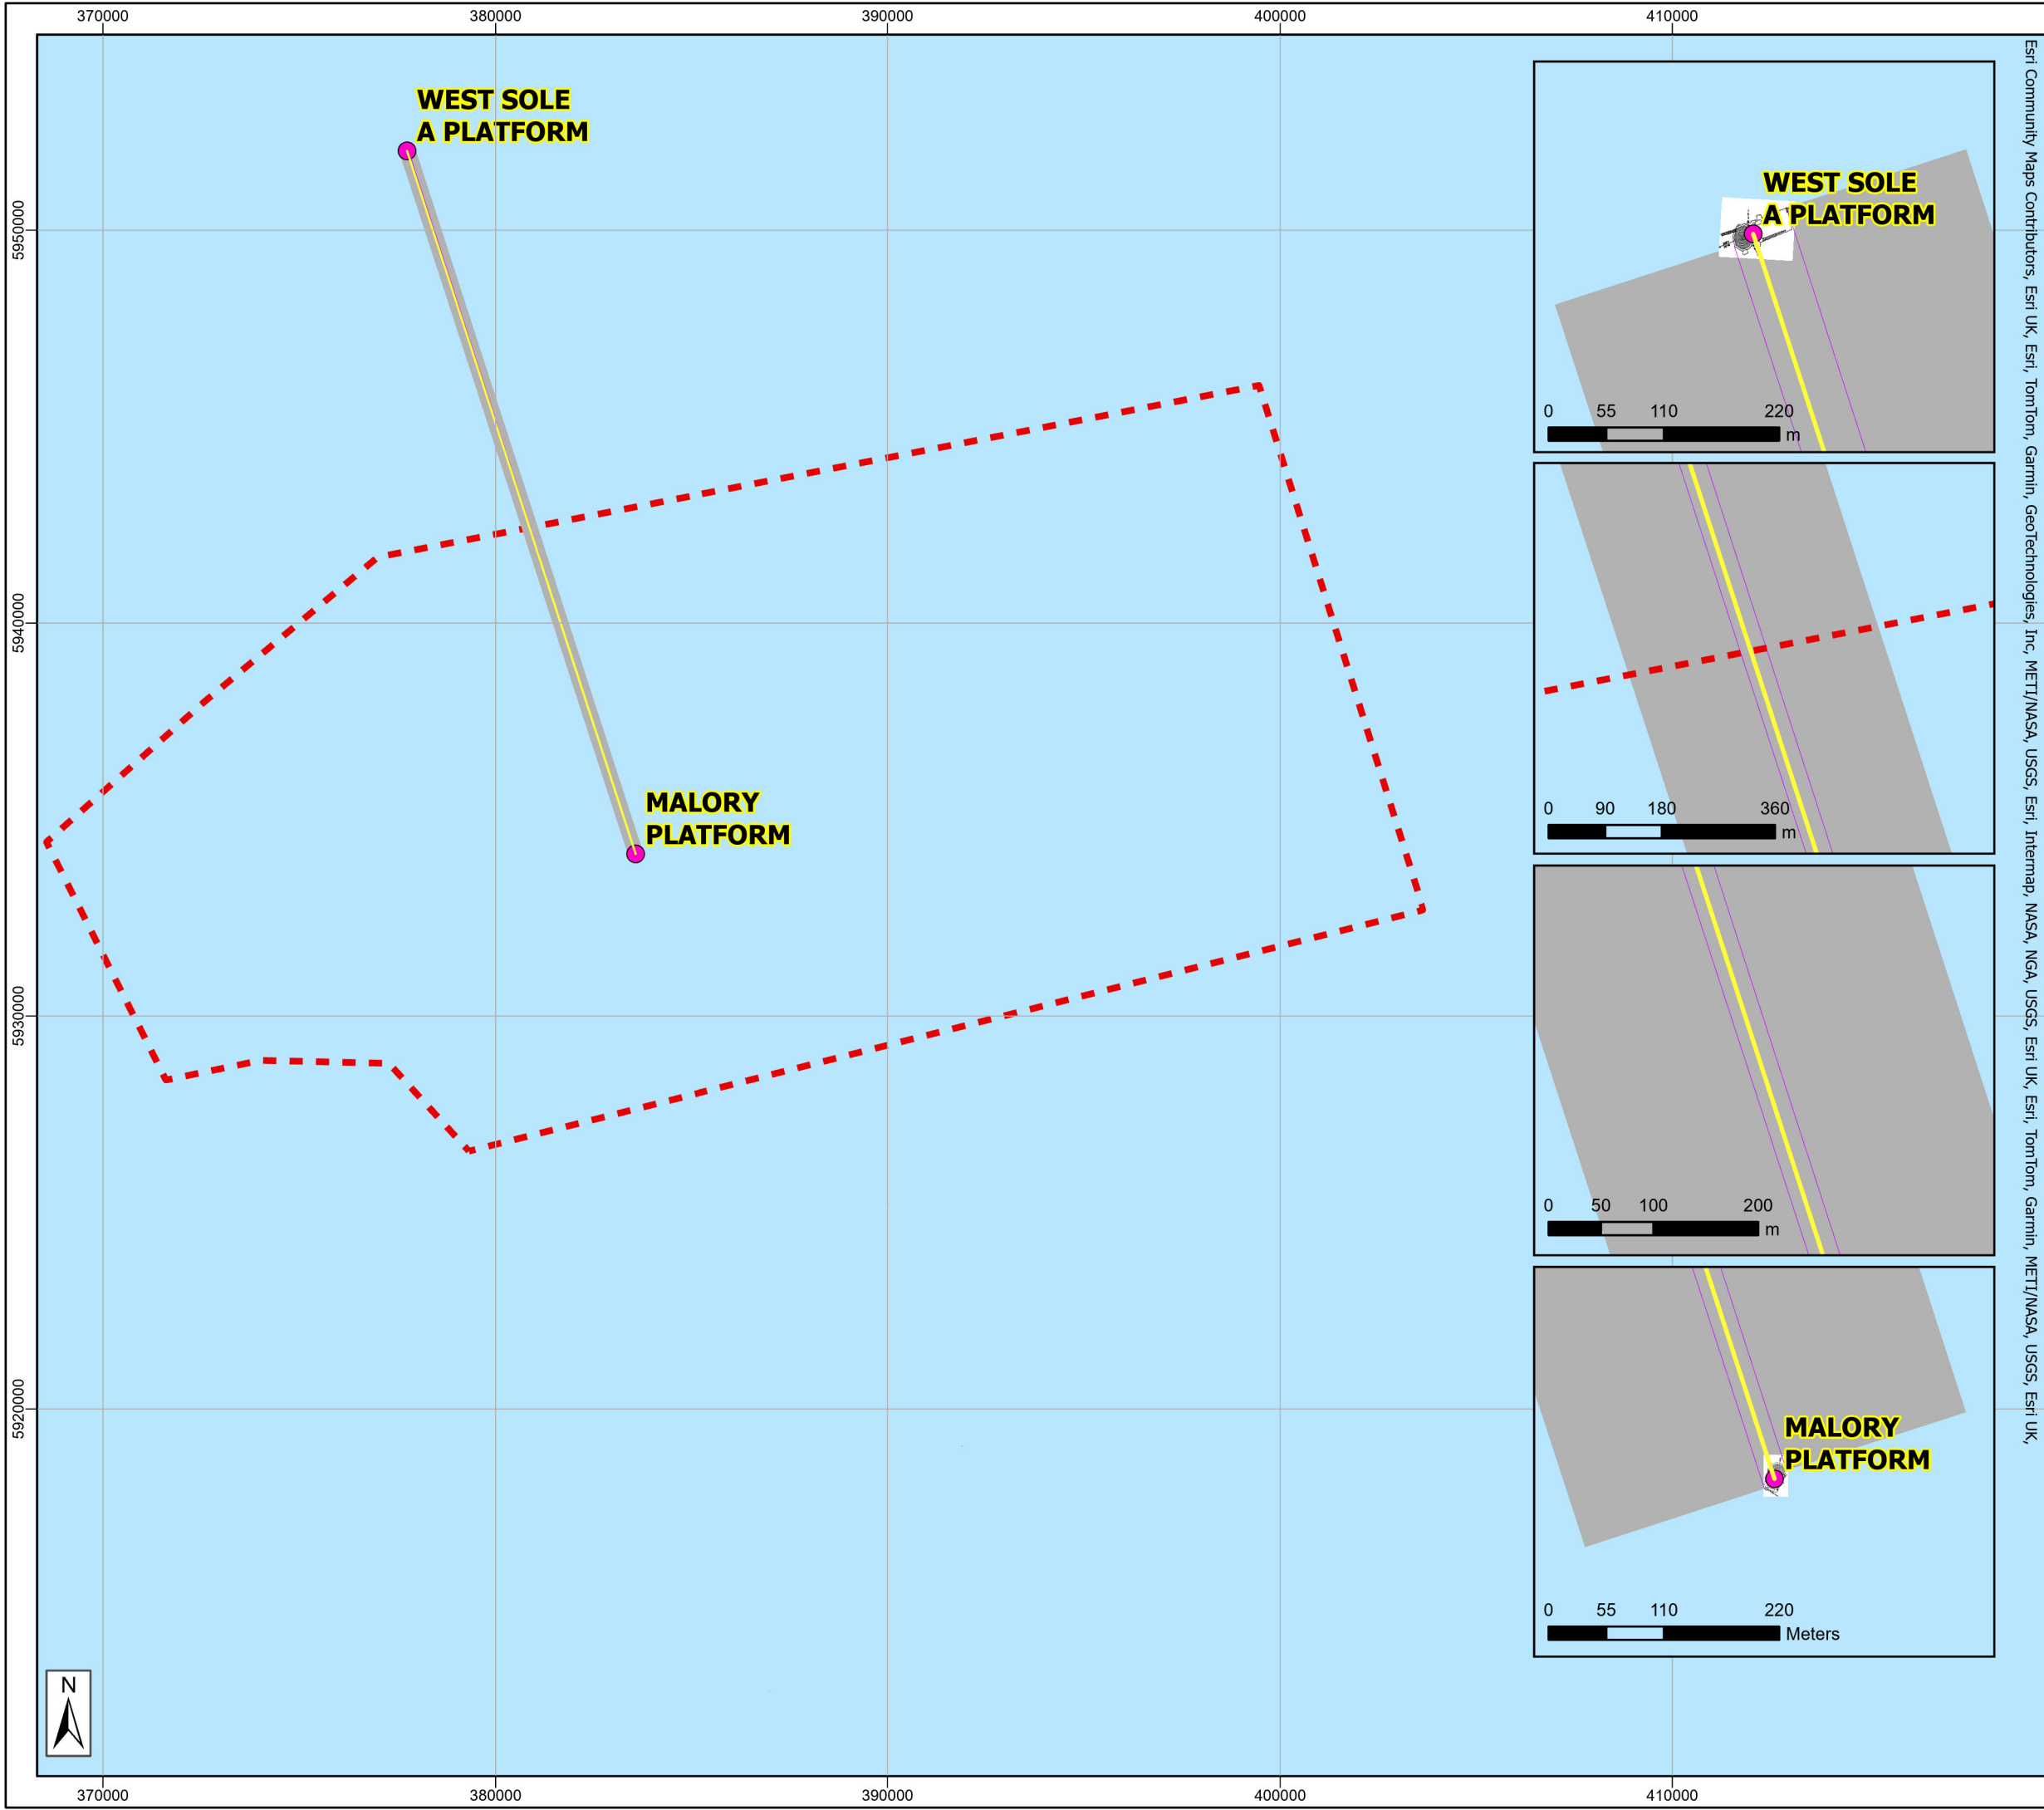 370000
380000
390000
400000
410000
5950000
5940000
5930000
5920000
WEST SOLE
A PLATFORM
MALORY
PLATFORM
WEST SOLE
A PLATFORM
0 55 110 220
m
0 90 180 360
m
0 50 100 200
m
MALORY
PLATFORM
0 55 110 220
Meters
N
370000
380000
390000
400000
410000
Esri Community Maps Contributors, Esri UK, Esri, TomTom, Garmin, GeoTechnologies, Inc, METI/NASA, USGS, Esri, Intermap, NASA, NGA, USGS, Esri UK, Esri, TomTom, Garmin, METI/NASA, USGS, Esri UK,